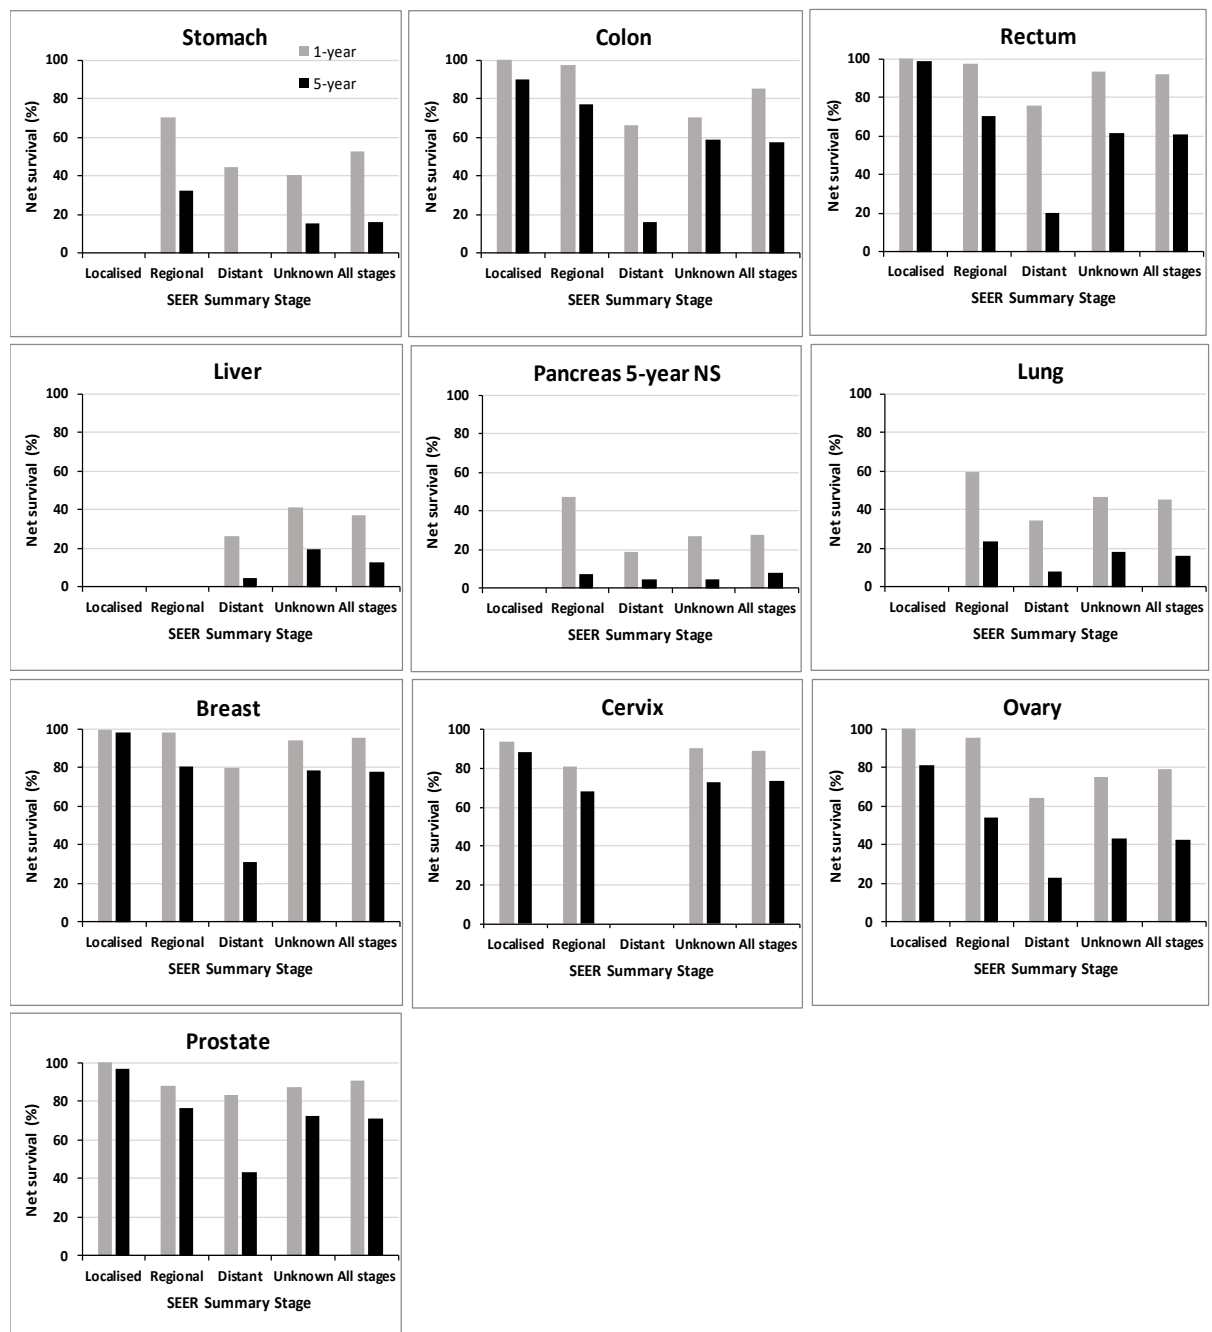 Stomach
1-year
5-year
100
80
60
40
20
0
Net survival (%)
Localised Regional Distant Unknown All stages
SEER Summary Stage
Colon
100
80
60
40
20
0
Net survival (%)
Localised Regional Distant Unknown All stages
SEER Summary Stage
Rectum
100
80
60
40
20
0
Net survival (%)
Localised Regional Distant Unknown All stages
SEER Summary Stage
Liver
100
80
60
40
20
0
Net survival (%)
Localised Regional Distant Unknown All stages
SEER Summary Stage
Pancreas 5-year NS
100
80
60
40
20
0
Net survival (%)
Localised Regional Distant Unknown All stages
SEER Summary Stage
Lung
100
80
60
40
20
0
Net survival (%)
Localised Regional Distant Unknown All stages
SEER Summary Stage
Breast
100
80
60
40
20
0
Net survival (%)
Localised Regional Distant Unknown All stages
SEER Summary Stage
Cervix
100
80
60
40
20
0
Net survival (%)
Localised Regional Distant Unknown All stages
SEER Summary Stage
Ovary
100
80
60
40
20
0
Net survival (%)
Localised Regional Distant Unknown All stages
SEER Summary Stage
Prostate
100
80
60
40
20
0
Net survival (%)
Localised Regional Distant Unknown All stages
SEER Summary Stage